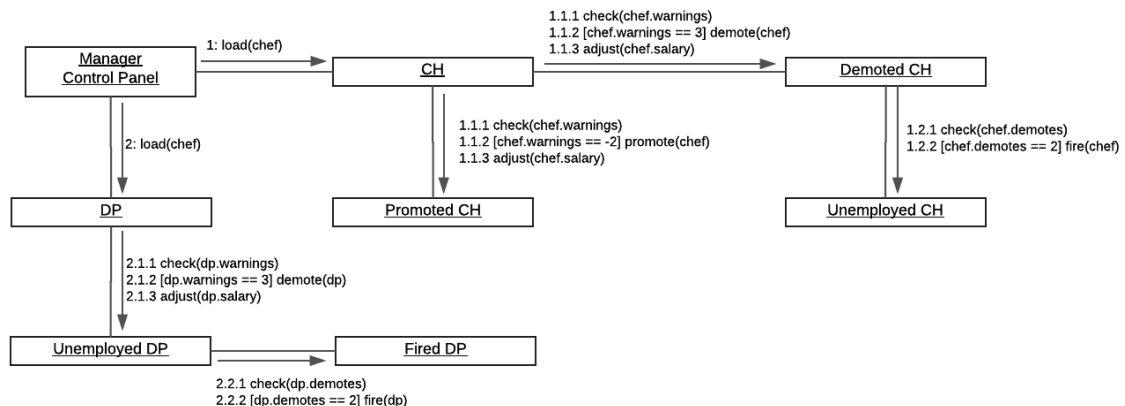 1.1.1 check(chef.warnings)
1.1.2 [chef.warnings == 3] demote(chef)
1.1.3 adjust(chef.salary)
1: load(chef)
Manager
Control Panel
CH
Demoted CH
1.1.1 check(chef.warnings)
1.1.2 [chef.warnings == -2] promote(chef)
1.1.3 adjust(chef.salary)
1.2.1 check(chef.demotes)
1.2.2 [chef.demotes == 2] fire(chef)
2: load(chef)
DP
Promoted CH
Unemployed CH
2.1.1 check(dp.warnings)
2.1.2 [dp.warnings == 3] demote(dp)
2.1.3 adjust(dp.salary)
Unemployed DP
Fired DP
2.2.1 check(dp.demotes)
2.2.2 [dp.demotes == 2] fire(dp)